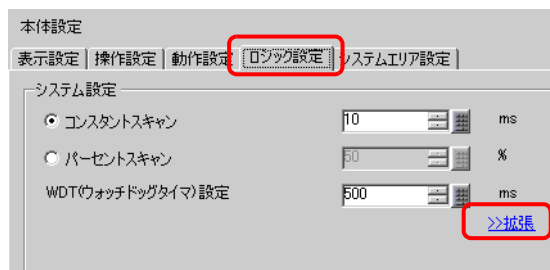 本体設定
表示設定 操作設定 動作設定 ロジック設定 システムエリア設定
システム設定
コンスタントスキャン 10 ms
パーセントスキャン 50 %
WDT(ウォッチドッグタイマ)設定 500 ms
>>拡張